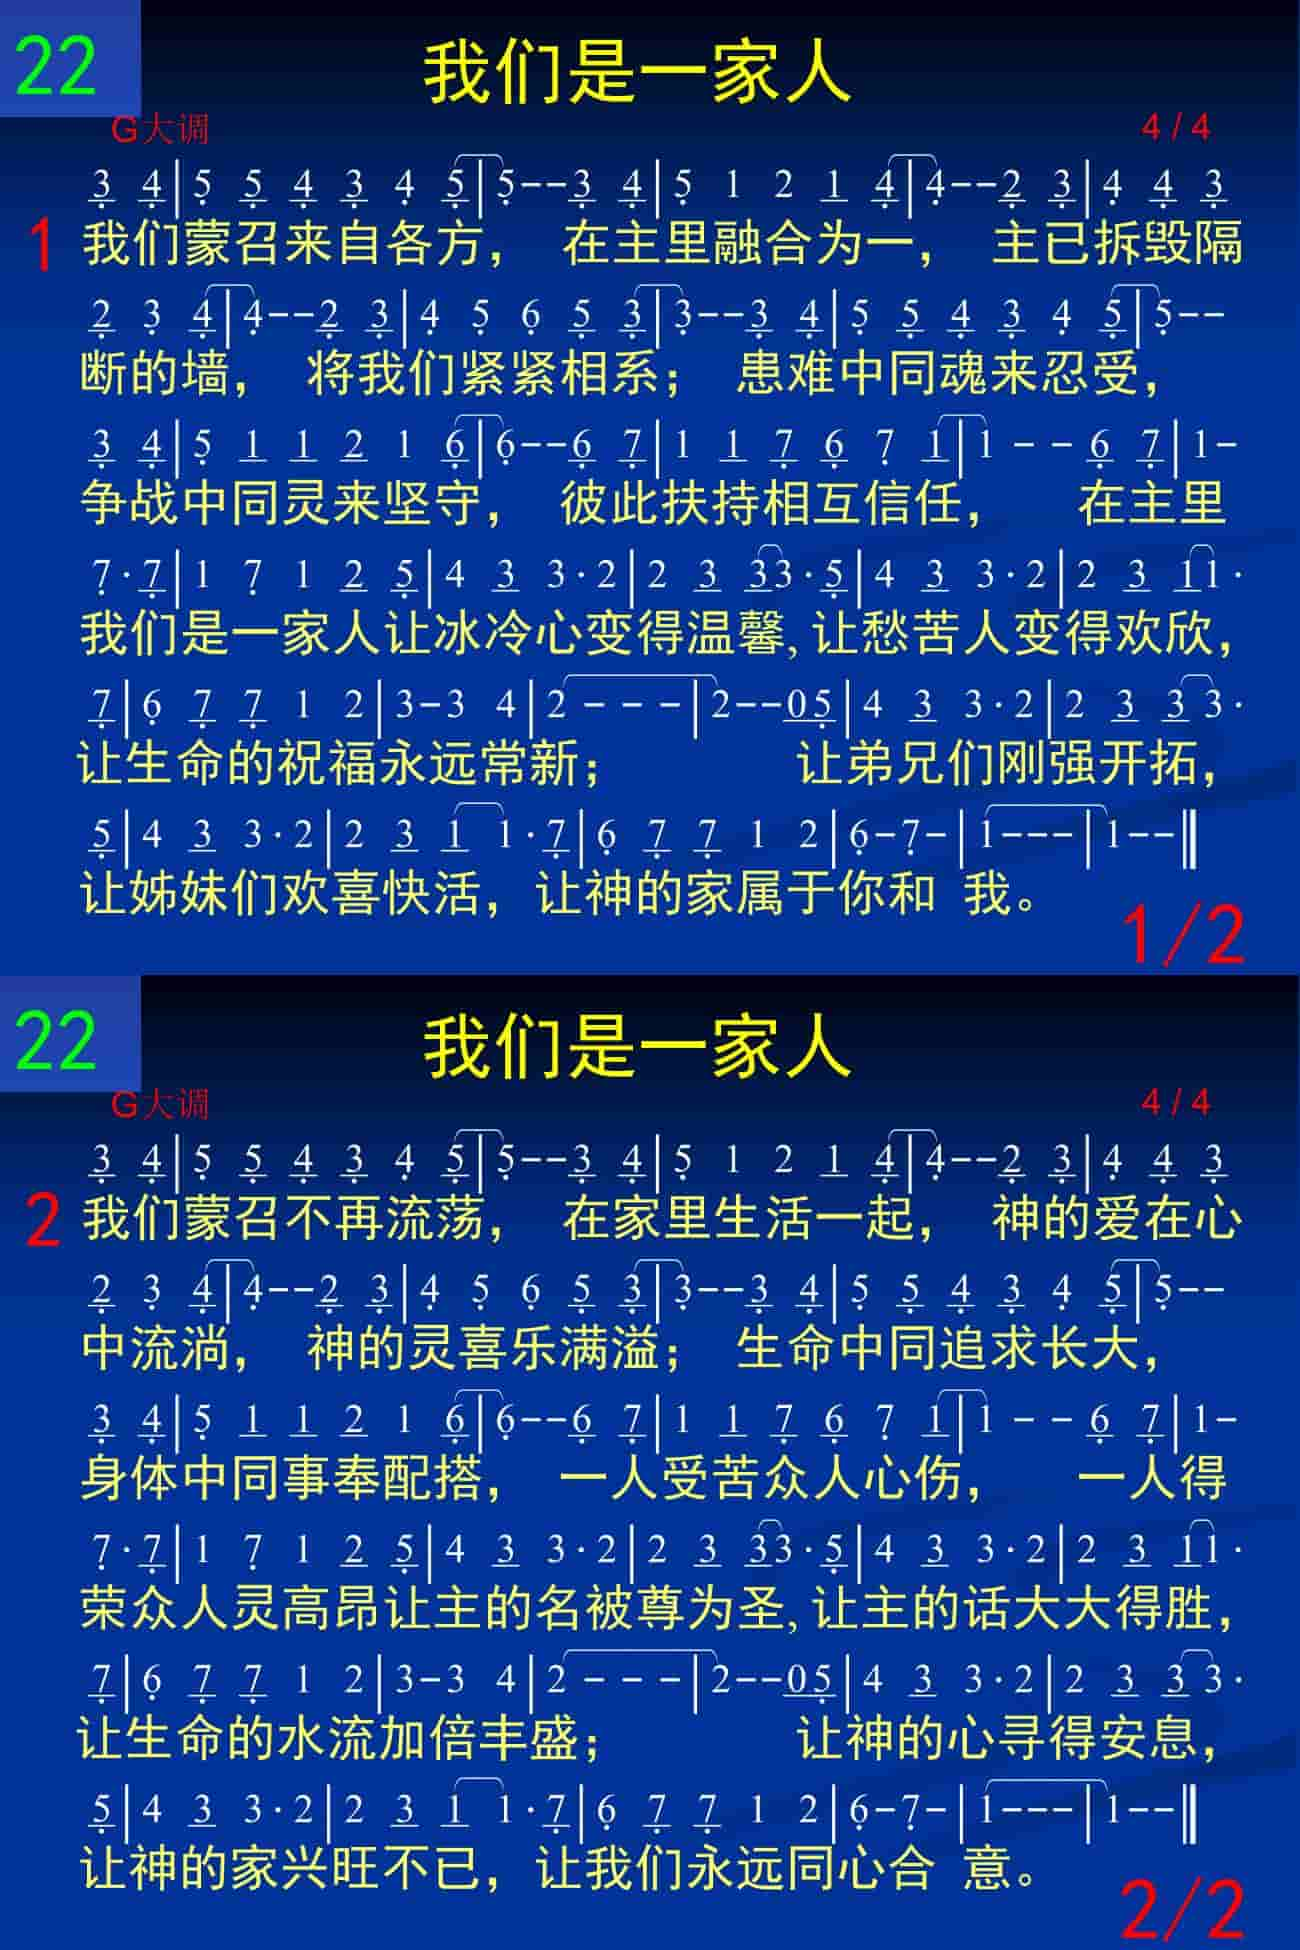 22
我们是一家人
G大调 4 / 4
3 4|5 5 4 3 4 5|5--3 4|5 1 2 1 4|4--2 3|4 4 3
1 我们蒙召来自各方， 在主里融合为一， 主已拆毁隔
2 3 4|4--2 3|4 5 6 5 3|3--3 4|5 5 4 3 4 5|5--
断的墙， 将我们紧紧相系； 患难中同魂来忍受，
3 4|5 1 1 2 1 6|6--6 7|1 1 7 6 7 1|1 - - 6 7|1-
争战中同灵来坚守， 彼此扶持相互信任， 在主里
7·7|1 7 1 2 5|4 3 3·2|2 3 33·5|4 3 3·2|2 3 11·
我们是一家人让冰冷心变得温馨,让愁苦人变得欢欣，
7|6 7 7 1 2|3-3 4|2 - - -|2--05|4 3 3·2|2 3 33·
让生命的祝福永远常新； 让弟兄们刚强开拓，
5|4 3 3·2|2 3 1 1·7|6 7 7 1 2|6-7-|1---|1--‖
让姊妹们欢喜快活，让神的家属于你和 我。
1/2
22
我们是一家人
G大调 4 / 4
3 4|5 5 4 3 4 5|5--3 4|5 1 2 1 4|4--2 3|4 4 3
2 我们蒙召不再流荡， 在家里生活一起， 神的爱在心
2 3 4|4--2 3|4 5 6 5 3|3--3 4|5 5 4 3 4 5|5--
中流淌， 神的灵喜乐满溢； 生命中同追求长大，
3 4|5 1 1 2 1 6|6--6 7|1 1 7 6 7 1|1 - - 6 7|1-
身体中同事奉配搭， 一人受苦众人心伤， 一人得
7·7|1 7 1 2 5|4 3 3·2|2 3 33·5|4 3 3·2|2 3 11·
荣众人灵高昂让主的名被尊为圣,让主的话大大得胜，
7|6 7 7 1 2|3-3 4|2 - - -|2--05|4 3 3·2|2 3 33·
让生命的水流加倍丰盛； 让神的心寻得安息，
5|4 3 3·2|2 3 1 1·7|6 7 7 1 2|6-7-|1---|1--‖
让神的家兴旺不已，让我们永远同心合 意。
2/2